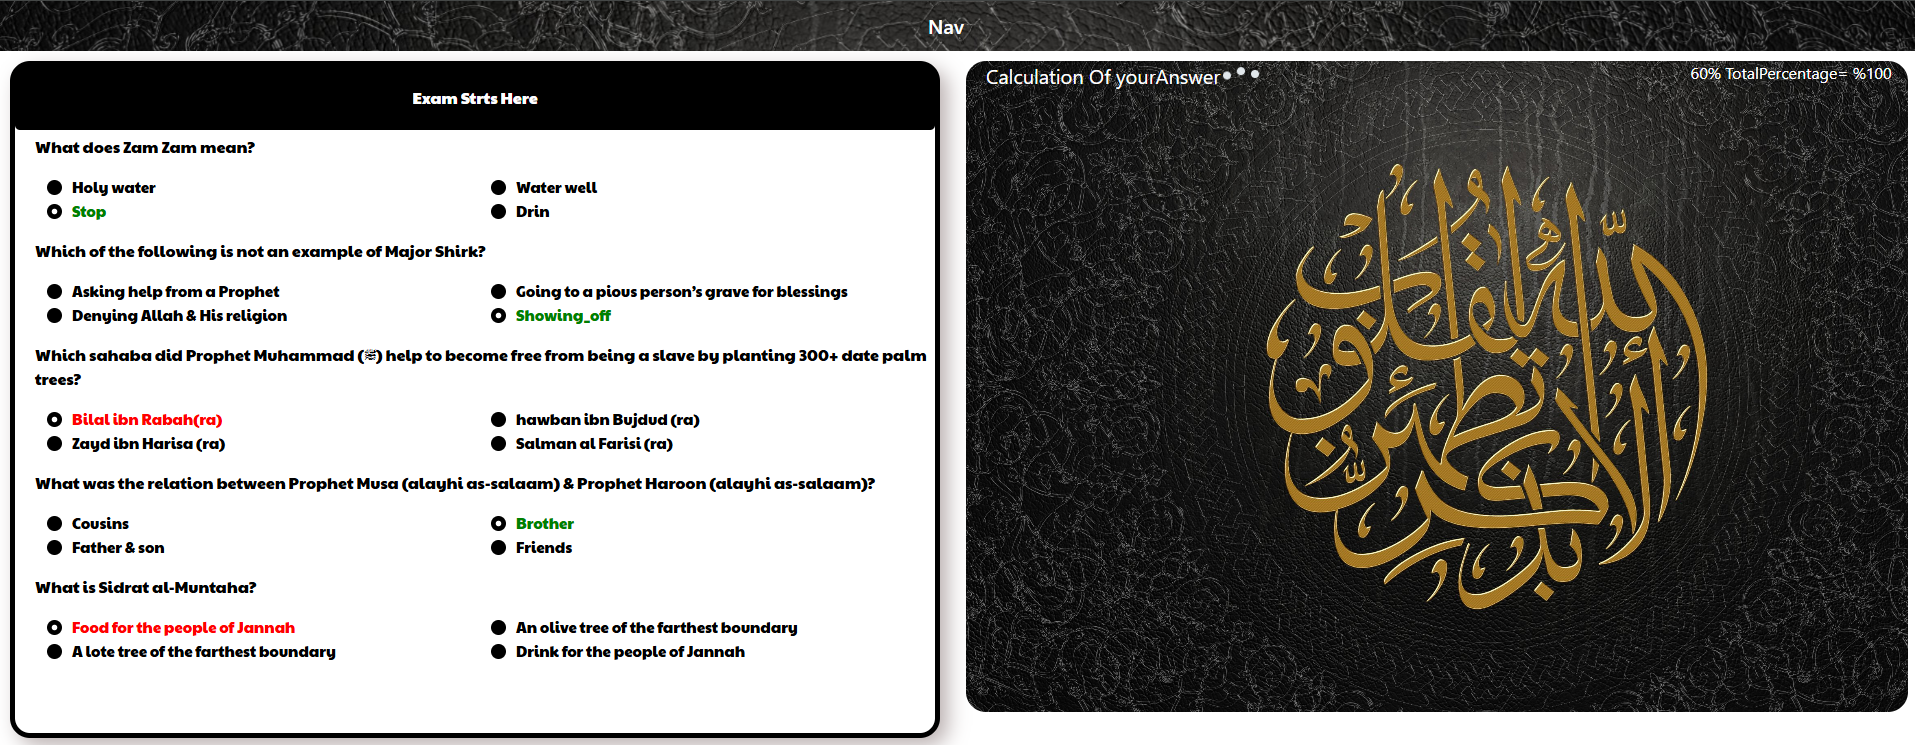 Nav
Exam Strts Here
What does Zam Zam mean?
Holy water
Water well
Stop
Drin
Which of the following is not an example of Major Shirk?
Asking help from a Prophet
Going to a pious person's grave for blessings
Denying Allah & His religion
Showing_off
Which sahaba did Prophet Muhammad (ﷺ) help to become free from being a slave by planting 300+ date palm
trees?
Bilal ibn Rabah(ra)
hawban ibn Bujdud (ra)
Zayd ibn Harisa (ra)
Salman al Farisi (ra)
What was the relation between Prophet Musa (alayhi as-salaam) & Prophet Haroon (alayhi as-salaam)?
Cousins
Brother
Father & son
Friends
What is Sidrat al-Muntaha?
Food for the people of Jannah
An olive tree of the farthest boundary
A lote tree of the farthest boundary
Drink for the people of Jannah
Calculation Of yourAnswer
60% TotalPercentage= %100
ألا بذكر الله تطمئن القلوب